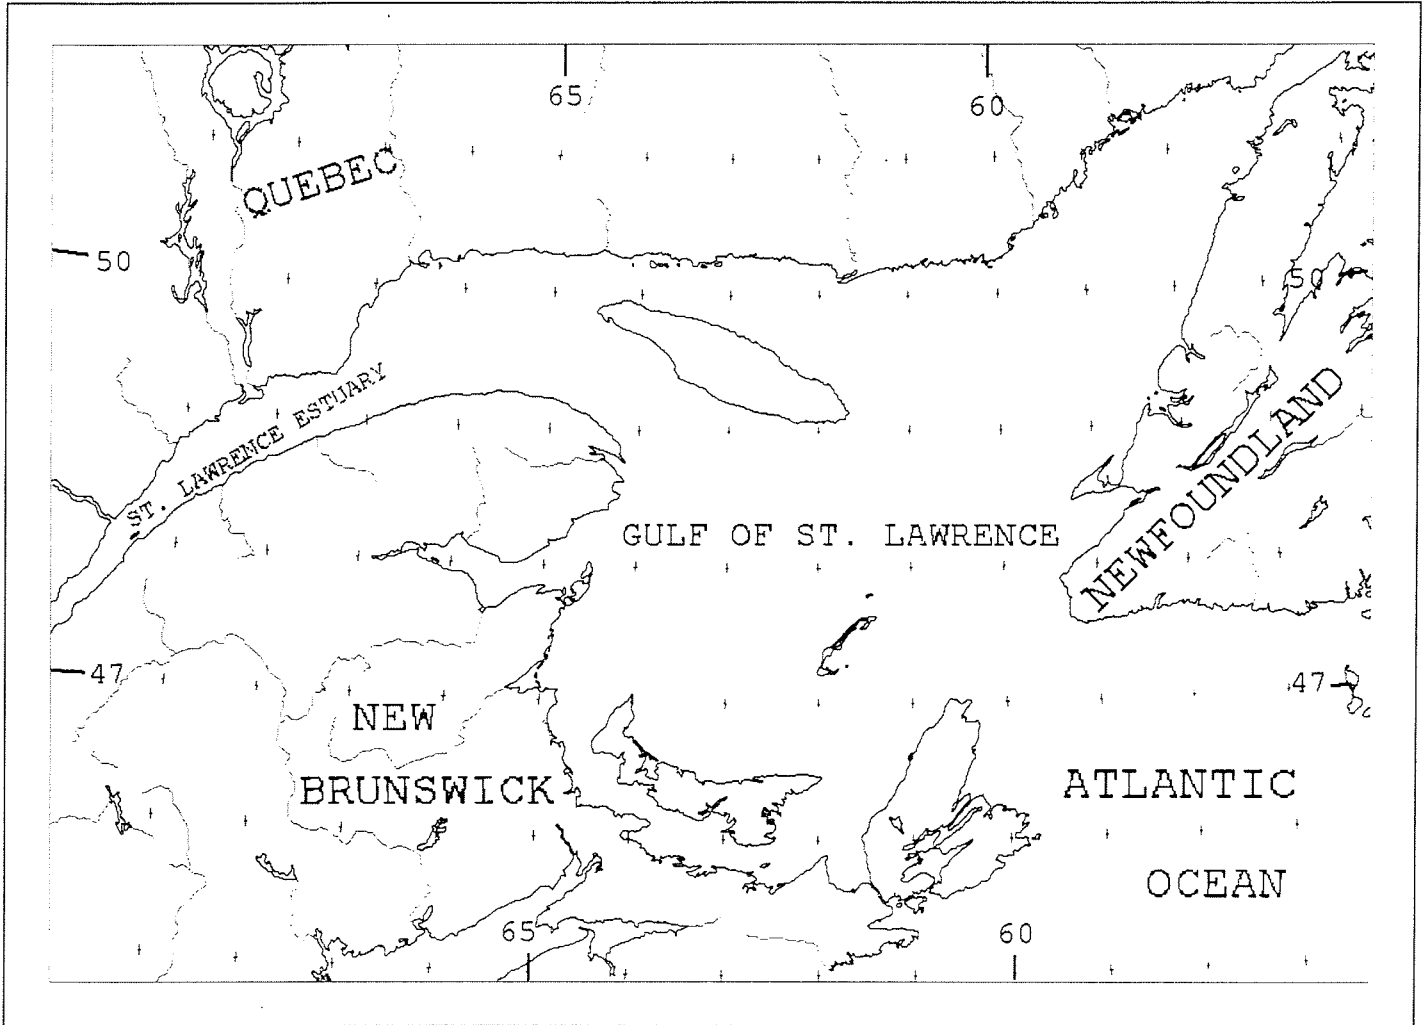 65
60
QUEBEC
50
50
ST. LAWRENCE ESTUARY
NEWFOUNDLAND
GULF OF ST. LAWRENCE
47
47
NEW
BRUNSWICK
ATLANTIC
OCEAN
65
60